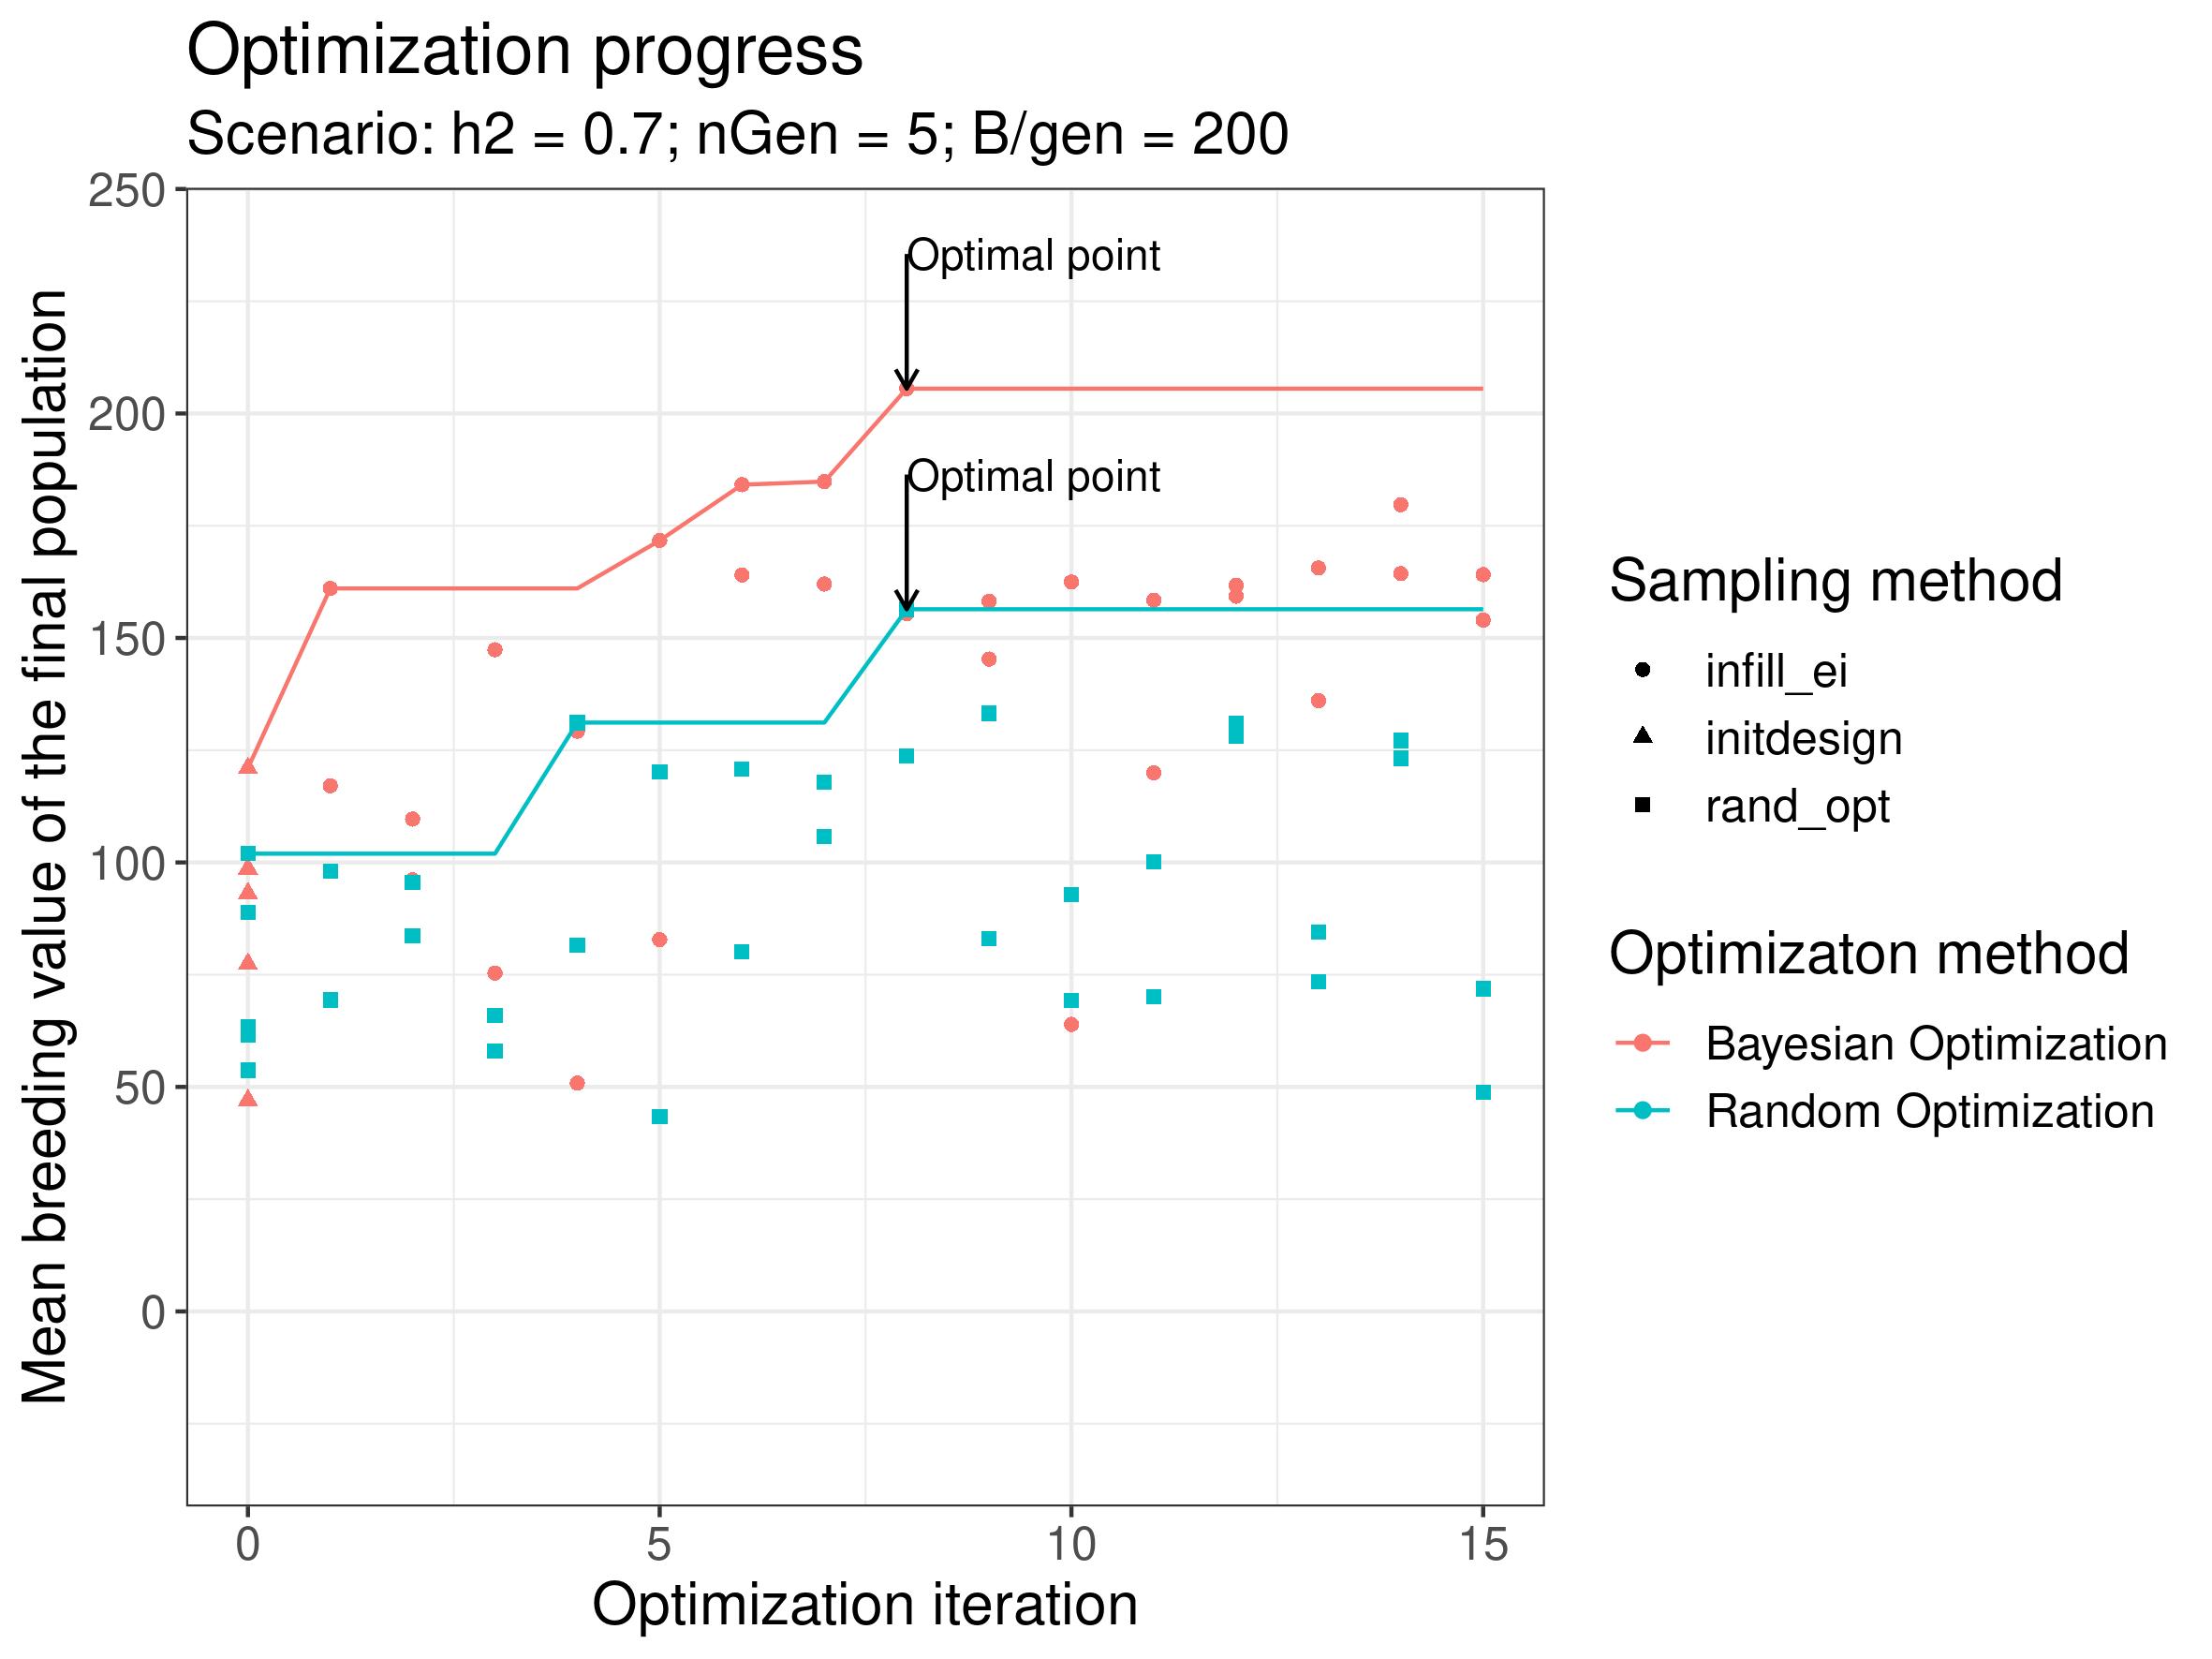 Optimization progress
Scenario: h2 = 0.7; nGen = 5; B/gen = 200
Mean breeding value of the final population
250
200
150
100
50
0
Optimal point
Optimal point
0
5
10
15
Optimization iteration
Sampling method
infill_ei
initdesign
rand_opt
Optimizaton method
Bayesian Optimization
Random Optimization